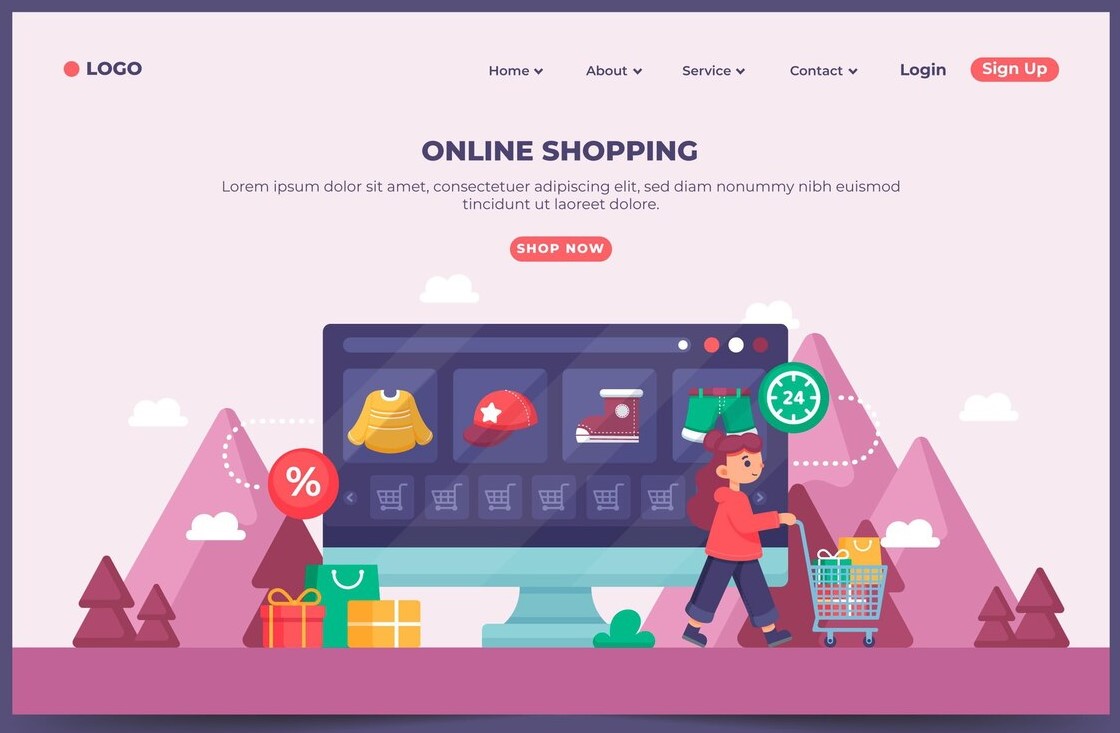 LOGO
Home
About
Service
Contact
Login
Sign Up
ONLINE SHOPPING
Lorem ipsum dolor sit amet, consectetuer adipiscing elit, sed diam nonummy nibh euismod
tincidunt ut laoreet dolore.
SHOP NOW
24
%